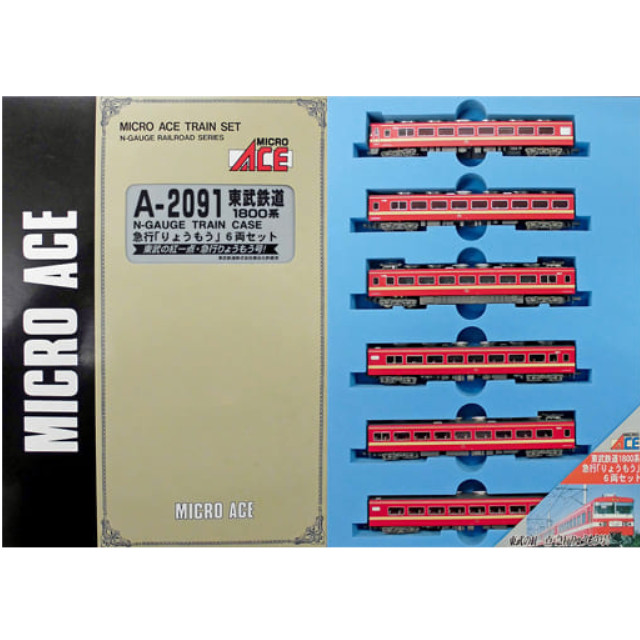 MICRO ACE
MICRO ACE TRAIN SET
N-GAUGE RAILROAD SERIES
MICRO
ACE
A-2091 東武鉄道
1800系
N-GAUGE TRAIN CASE
急行「りょうもう」6両セット
東武の紅一点・急行りょうもう号!
MICRO ACE
ACE
東武鉄道1800系
急行「りょうもう」
6両セット